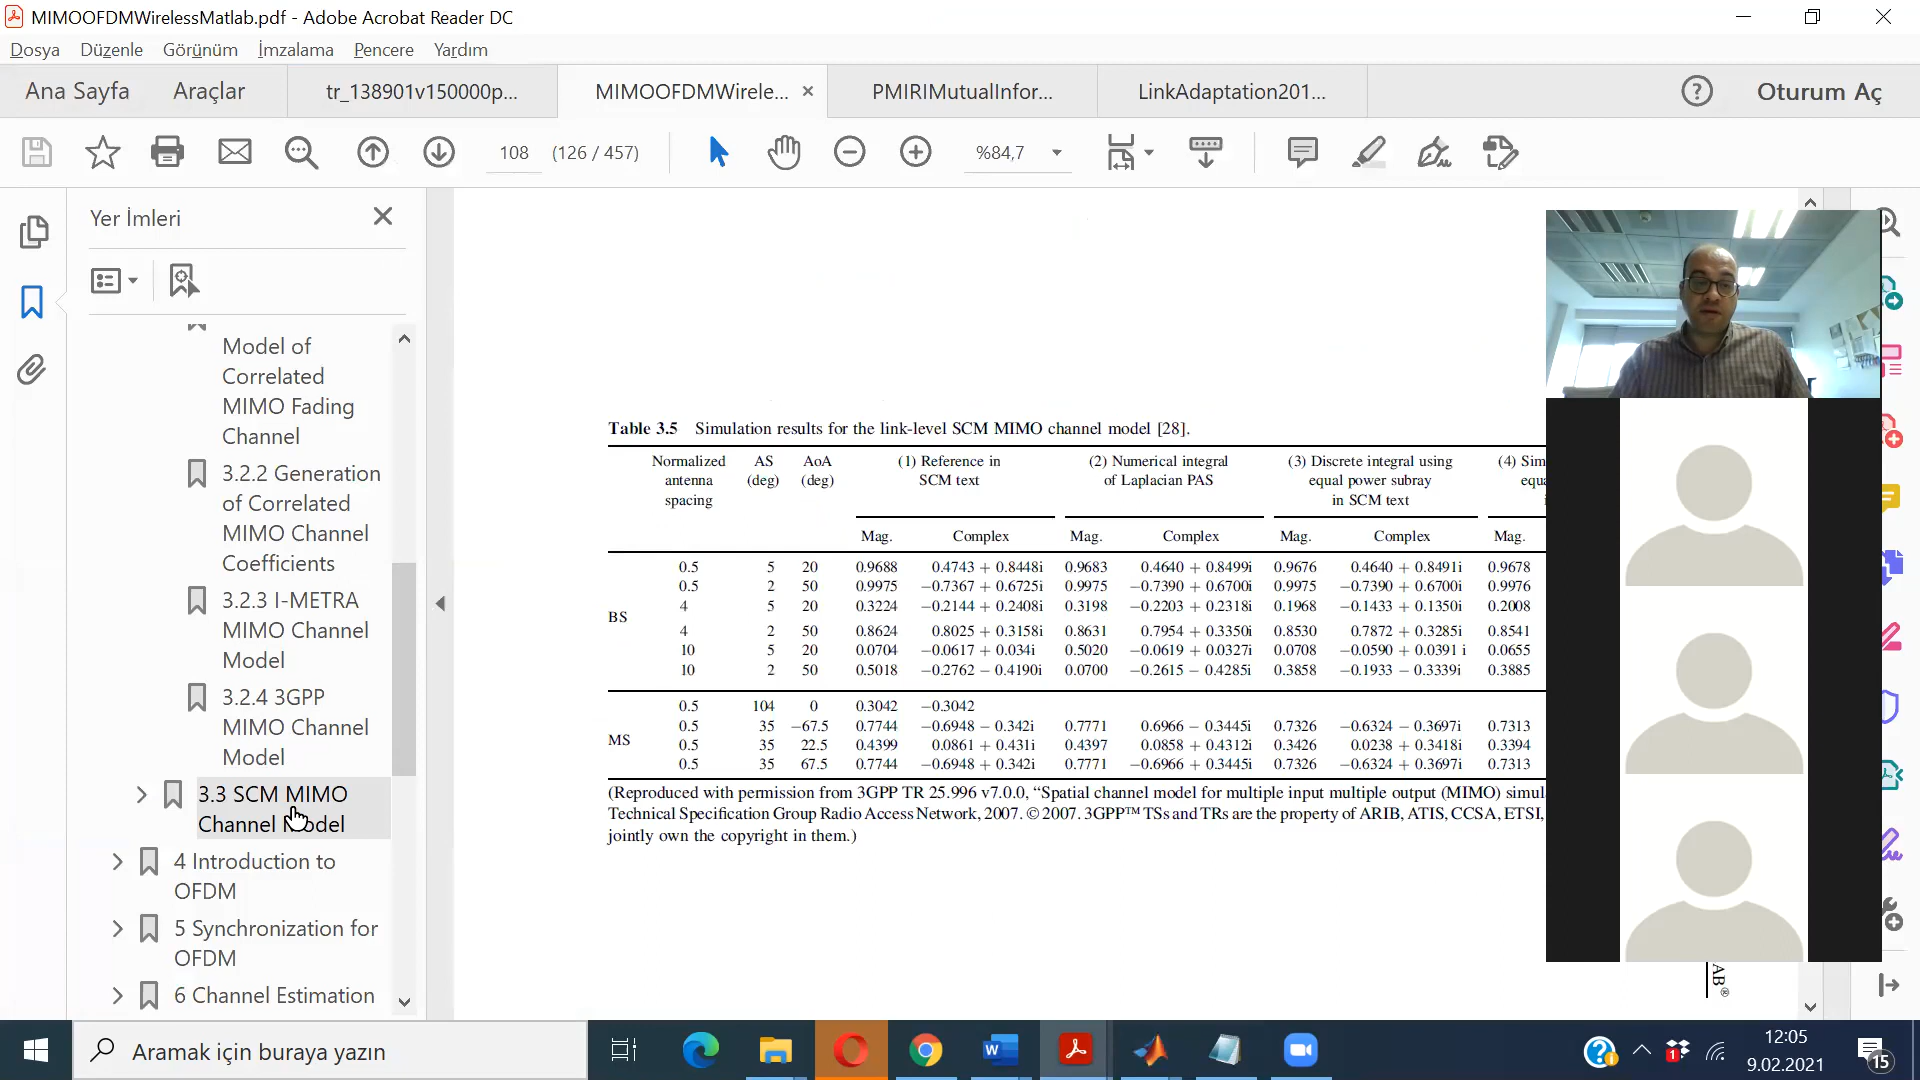 MIMOOFDMWirelessMatlab.pdf - Adobe Acrobat Reader DC
Dosya Düzenle Görünüm İmzalama Pencere Yardım
Ana Sayfa Araçlar tr_138901v150000p... MIMOOFDMWirele... × PMIRIMutualInfor... LinkAdaptation201... ? Oturum Aç
108 (126 / 457) %84,7
Yer İmleri
Model of
Correlated
MIMO Fading
Channel
3.2.2 Generation
of Correlated
MIMO Channel
Coefficients
3.2.3 I-METRA
MIMO Channel
Model
3.2.4 3GPP
MIMO Channel
Model
3.3 SCM MIMO
Channel Model
4 Introduction to
OFDM
5 Synchronization for
OFDM
6 Channel Estimation
Table 3.5 Simulation results for the link-level SCM MIMO channel model [28].
Normalized AS AoA (1) Reference in (2) Numerical integral (3) Discrete integral using (4) Sim
antenna (deg) (deg) SCM text of Laplacian PAS equal power subray equa
spacing in SCM text
Mag. Complex Mag. Complex Mag. Complex Mag.
BS
0.5 5 20 0.9688 0.4743 + 0.8448i 0.9683 0.4640 + 0.8499i 0.9676 0.4640 + 0.8491i 0.9678
0.5 2 50 0.9975 −0.7367 + 0.6725i 0.9975 −0.7390 + 0.6700i 0.9975 −0.7390 + 0.6700i 0.9976
4 5 20 0.3224 −0.2144 + 0.2408i 0.3198 −0.2203 + 0.2318i 0.1968 −0.1433 + 0.1350i 0.2008
4 2 50 0.8624 0.8025 + 0.3158i 0.8631 0.7954 + 0.3350i 0.8530 0.7872 + 0.3285i 0.8541
10 5 20 0.0704 −0.0617 + 0.034i 0.5020 −0.0619 + 0.0327i 0.0708 −0.0590 + 0.0391 i 0.0655
10 2 50 0.5018 −0.2762 − 0.4190i 0.0700 −0.2615 − 0.4285i 0.3858 −0.1933 − 0.3339i 0.3885
MS
0.5 104 0 0.3042 −0.3042
0.5 35 −67.5 0.7744 −0.6948 − 0.342i 0.7771 0.6966 − 0.3445i 0.7326 −0.6324 − 0.3697i 0.7313
0.5 35 22.5 0.4399 0.0861 + 0.431i 0.4397 0.0858 + 0.4312i 0.3426 0.0238 + 0.3418i 0.3394
0.5 35 67.5 0.7744 −0.6948 + 0.342i 0.7771 −0.6966 + 0.3445i 0.7326 −0.6324 + 0.3697i 0.7313
(Reproduced with permission from 3GPP TR 25.996 v7.0.0, “Spatial channel model for multiple input multiple output (MIMO) simul
Technical Specification Group Radio Access Network, 2007. © 2007. 3GPP™ TSs and TRs are the property of ARIB, ATIS, CCSA, ETSI,
jointly own the copyright in them.)
AB®
Aramak için buraya yazın
12:05
9.02.2021
15
1